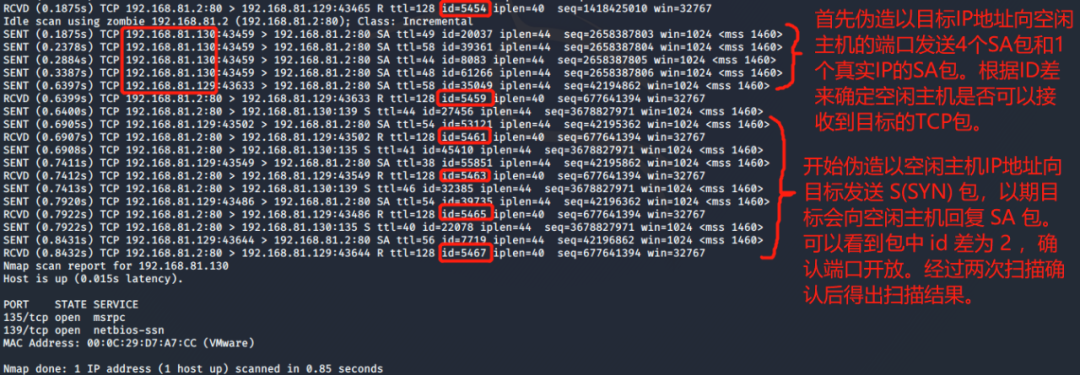 RCVD (0.1875s) TCP 192.168.81.2:80 > 192.168.81.129:43465 R ttl=128 id=5454 iplen=40  seq=1418425010 win=32767
Idle scan using zombie 192.168.81.2 (192.168.81.2:80); Class: Incremental
SENT (0.1875s) TCP 192.168.81.130:43459 > 192.168.81.2:80 SA ttl=49 id=20037 iplen=44  seq=2658387803 win=1024 <mss 1460>
SENT (0.2378s) TCP 192.168.81.130:43459 > 192.168.81.2:80 SA ttl=58 id=39361 iplen=44  seq=2658387804 win=1024 <mss 1460>
SENT (0.2884s) TCP 192.168.81.130:43459 > 192.168.81.2:80 SA ttl=44 id=8083 iplen=44  seq=2658387805 win=1024 <mss 1460>
SENT (0.3387s) TCP 192.168.81.130:43459 > 192.168.81.2:80 SA ttl=48 id=61266 iplen=44  seq=2658387806 win=1024 <mss 1460>
SENT (0.6397s) TCP 192.168.81.129:43633 > 192.168.81.2:80 SA ttl=58 id=35049 iplen=44  seq=42194862 win=1024 <mss 1460>
RCVD (0.6399s) TCP 192.168.81.2:80 > 192.168.81.129:43633 R ttl=128 id=5459 iplen=40  seq=677641394 win=32767
SENT (0.6400s) TCP 192.168.81.2:80 > 192.168.81.130:139 S ttl=44 id=27456 iplen=44  seq=3678827971 win=1024 <mss 1460>
SENT (0.6905s) TCP 192.168.81.129:43502 > 192.168.81.2:80 SA ttl=54 id=53121 iplen=44  seq=42195362 win=1024 <mss 1460>
RCVD (0.6907s) TCP 192.168.81.2:80 > 192.168.81.129:43502 R ttl=128 id=5461 iplen=40  seq=677641394 win=32767
SENT (0.6908s) TCP 192.168.81.2:80 > 192.168.81.130:135 S ttl=41 id=45410 iplen=44  seq=3678827971 win=1024 <mss 1460>
SENT (0.7411s) TCP 192.168.81.129:43549 > 192.168.81.2:80 SA ttl=38 id=55851 iplen=44  seq=42195862 win=1024 <mss 1460>
RCVD (0.7412s) TCP 192.168.81.2:80 > 192.168.81.129:43549 R ttl=128 id=5463 iplen=40  seq=677641394 win=32767
SENT (0.7413s) TCP 192.168.81.2:80 > 192.168.81.130:139 S ttl=46 id=32385 iplen=44  seq=3678827971 win=1024 <mss 1460>
SENT (0.7920s) TCP 192.168.81.129:43486 > 192.168.81.2:80 SA ttl=54 id=39735 iplen=44  seq=42196362 win=1024 <mss 1460>
RCVD (0.7922s) TCP 192.168.81.2:80 > 192.168.81.129:43486 R ttl=128 id=5465 iplen=40  seq=677641394 win=32767
SENT (0.7922s) TCP 192.168.81.2:80 > 192.168.81.130:135 S ttl=40 id=22078 iplen=44  seq=3678827971 win=1024 <mss 1460>
SENT (0.8431s) TCP 192.168.81.129:43644 > 192.168.81.2:80 SA ttl=56 id=7719 iplen=44  seq=42196862 win=1024 <mss 1460>
RCVD (0.8432s) TCP 192.168.81.2:80 > 192.168.81.129:43644 R ttl=128 id=5467 iplen=40  seq=677641394 win=32767
Nmap scan report for 192.168.81.130
Host is up (0.015s latency).
PORT    STATE SERVICE
135/tcp open  msrpc
139/tcp open  netbios-ssn
MAC Address: 00:0C:29:D7:A7:CC (VMware)
Nmap done: 1 IP address (1 host up) scanned in 0.85 seconds
首先伪造以目标IP地址向空闲
主机的端口发送4个SA包和1
个真实IP的SA包。根据ID差
来确定空闲主机是否可以接
收到目标的TCP包。
开始伪造以空闲主机IP地址向
目标发送 S(SYN) 包，以期目
标会向空闲主机回复 SA 包。
可以看到包中 id 差为 2 ，确
认端口开放。经过两次扫描确
认后得出扫描结果。